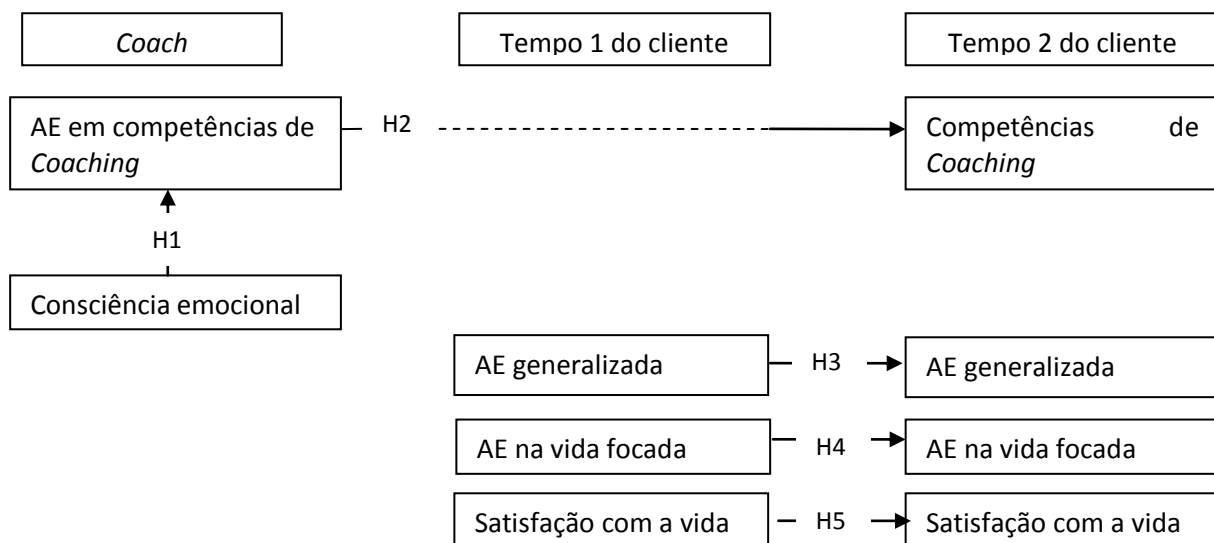 Coach
Tempo 1 do cliente
Tempo 2 do cliente
AE em competências de
Coaching
H2
Competências de
Coaching
H1
Consciência emocional
AE generalizada
H3
AE generalizada
AE na vida focada
H4
AE na vida focada
Satisfação com a vida
H5
Satisfação com a vida